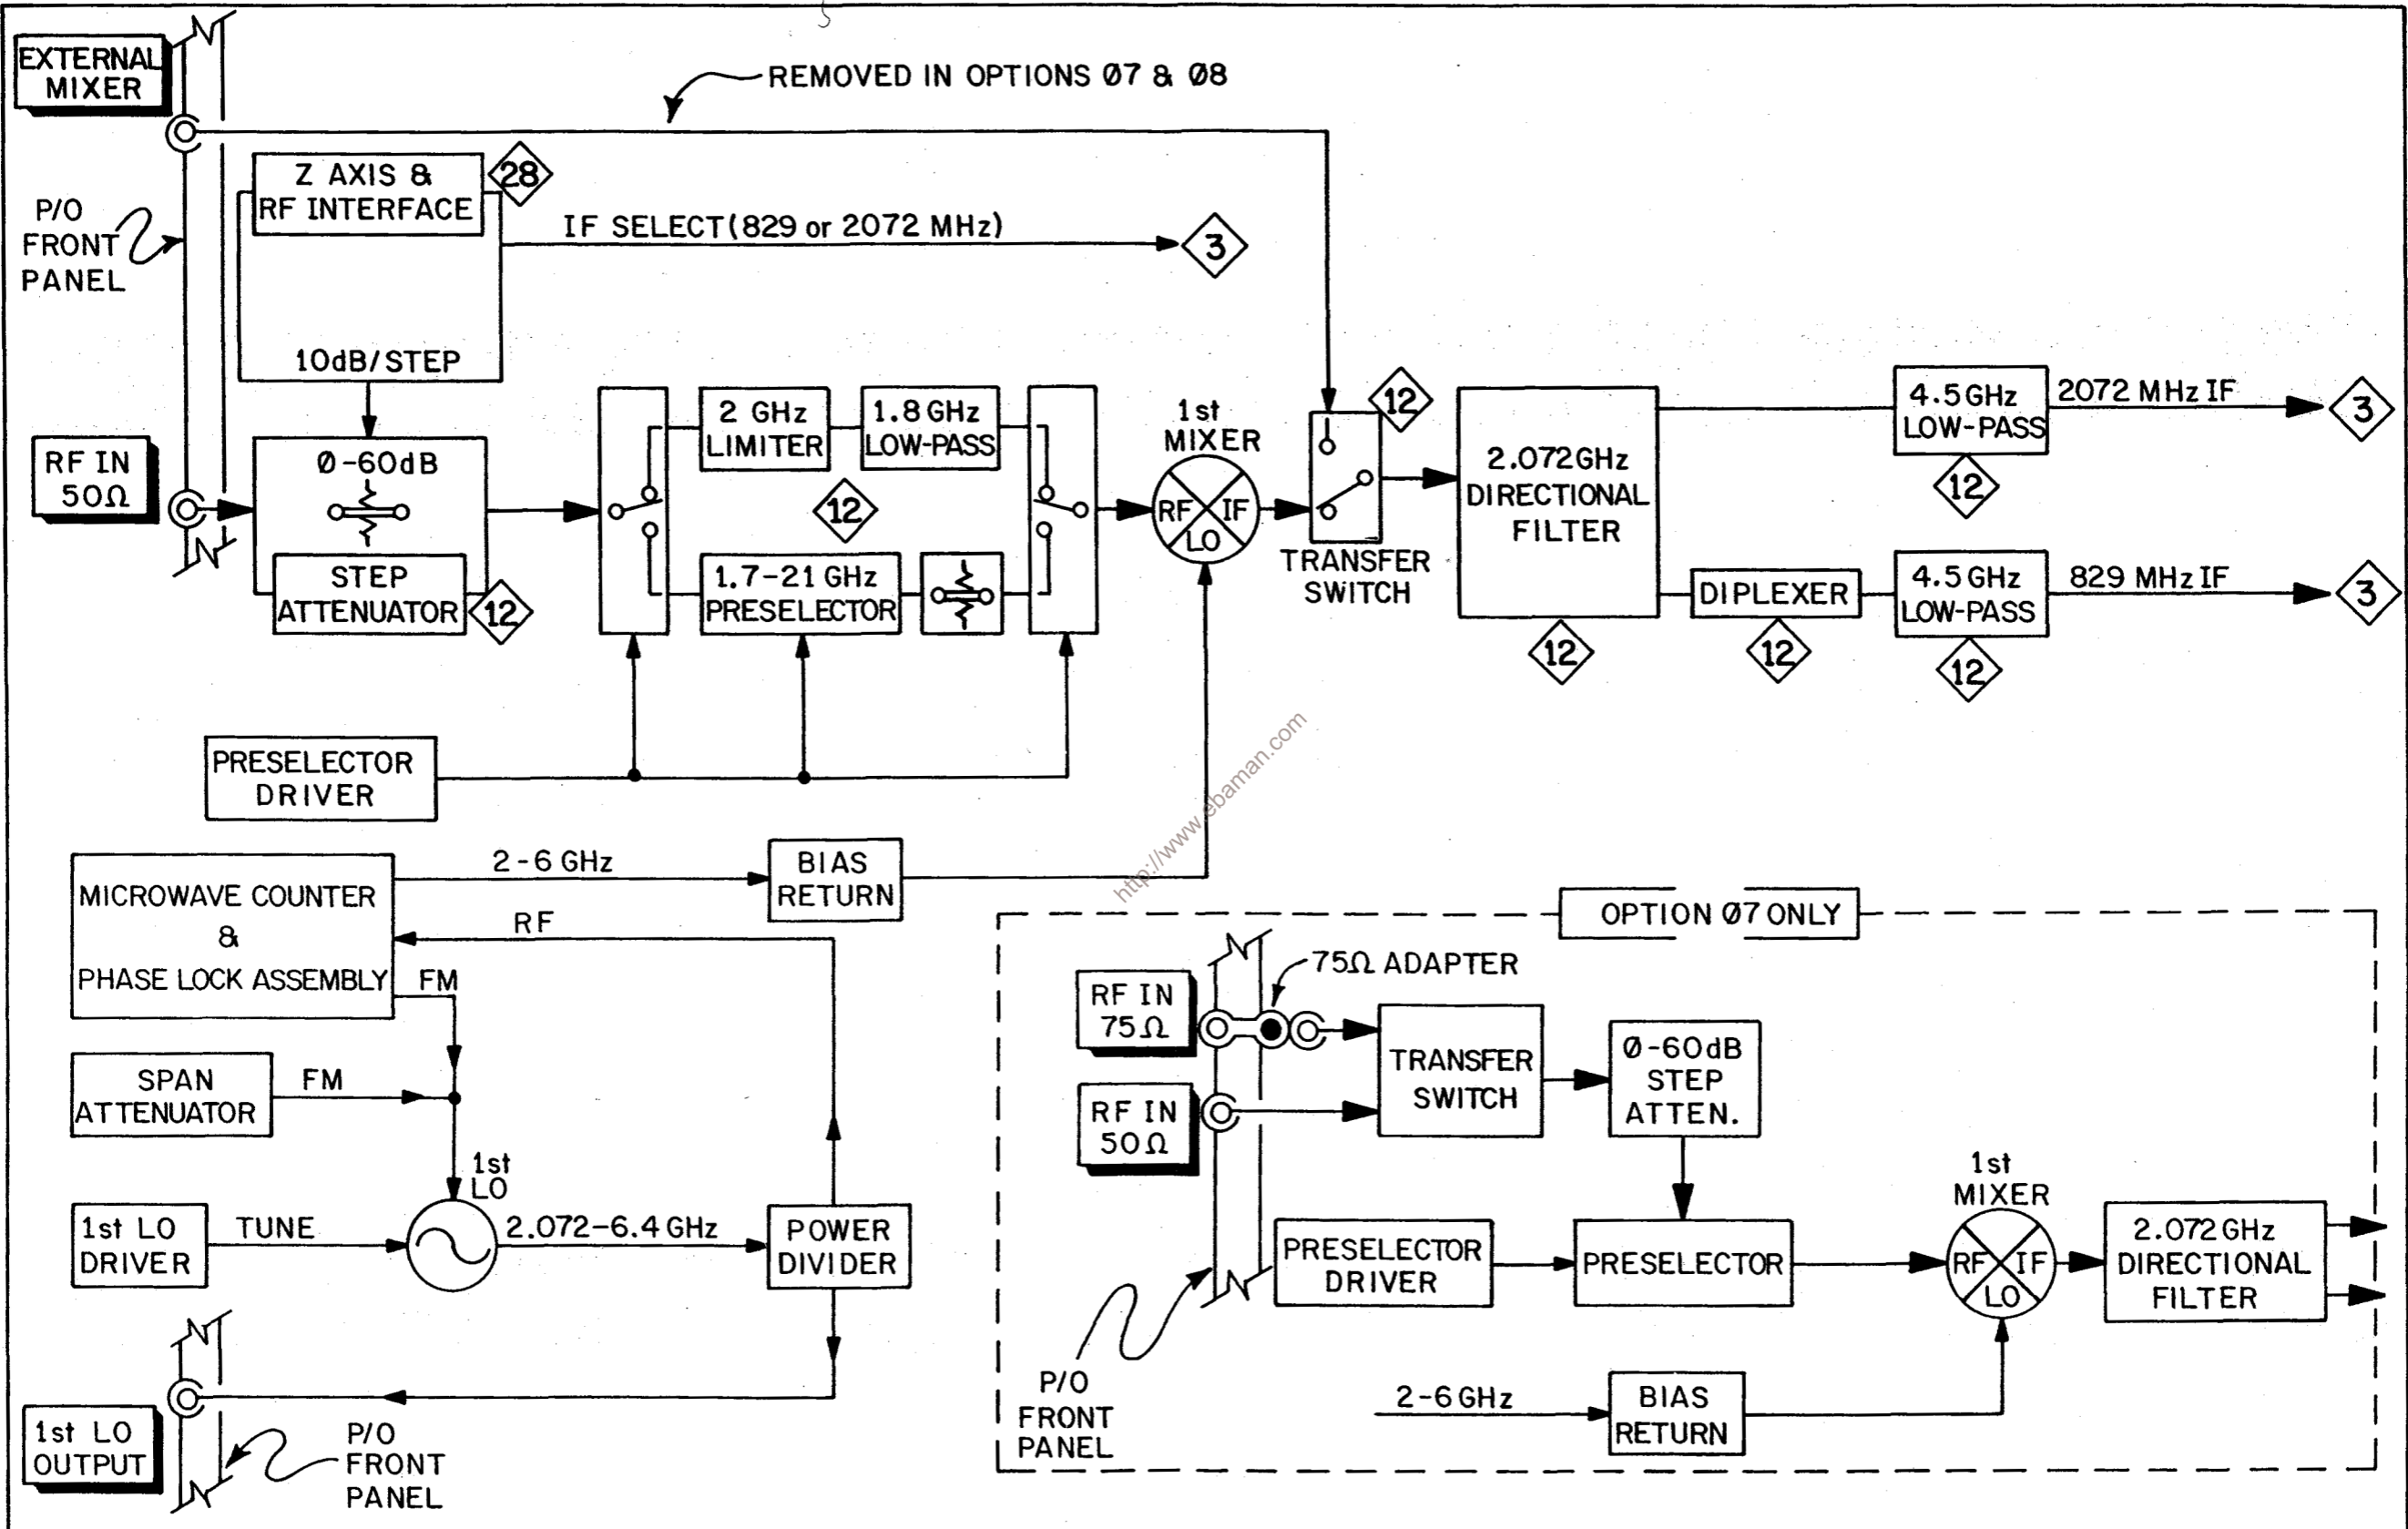 EXTERNAL
MIXER
REMOVED IN OPTIONS Ø7 & Ø8
Z AXIS &
RF INTERFACE
28
P/O
FRONT
PANEL
IF SELECT (829 or 2072 MHz)
3
10dB/STEP
RF IN
50Ω
Ø-60dB
STEP
ATTENUATOR
12
2 GHz
LIMITER
1.8 GHz
LOW-PASS
12
1.7-21 GHz
PRESELECTOR
1st
MIXER
RF
IF
LO
12
TRANSFER
SWITCH
2.072GHz
DIRECTIONAL
FILTER
12
4.5 GHz
LOW-PASS
12
2072 MHz IF
3
DIPLEXER
12
4.5 GHz
LOW-PASS
12
829 MHz IF
3
PRESELECTOR
DRIVER
MICROWAVE COUNTER
&
PHASE LOCK ASSEMBLY
2-6 GHz
BIAS
RETURN
RF
FM
SPAN
ATTENUATOR
FM
1st LO
DRIVER
TUNE
1st
LO
2.072-6.4 GHz
POWER
DIVIDER
1st LO
OUTPUT
P/O
FRONT
PANEL
http://www.ebaman.com
OPTION Ø7 ONLY
RF IN
75Ω
75Ω ADAPTER
RF IN
50Ω
TRANSFER
SWITCH
Ø-60dB
STEP
ATTEN.
PRESELECTOR
DRIVER
PRESELECTOR
1st
MIXER
RF
IF
LO
2.072GHz
DIRECTIONAL
FILTER
P/O
FRONT
PANEL
2-6 GHz
BIAS
RETURN